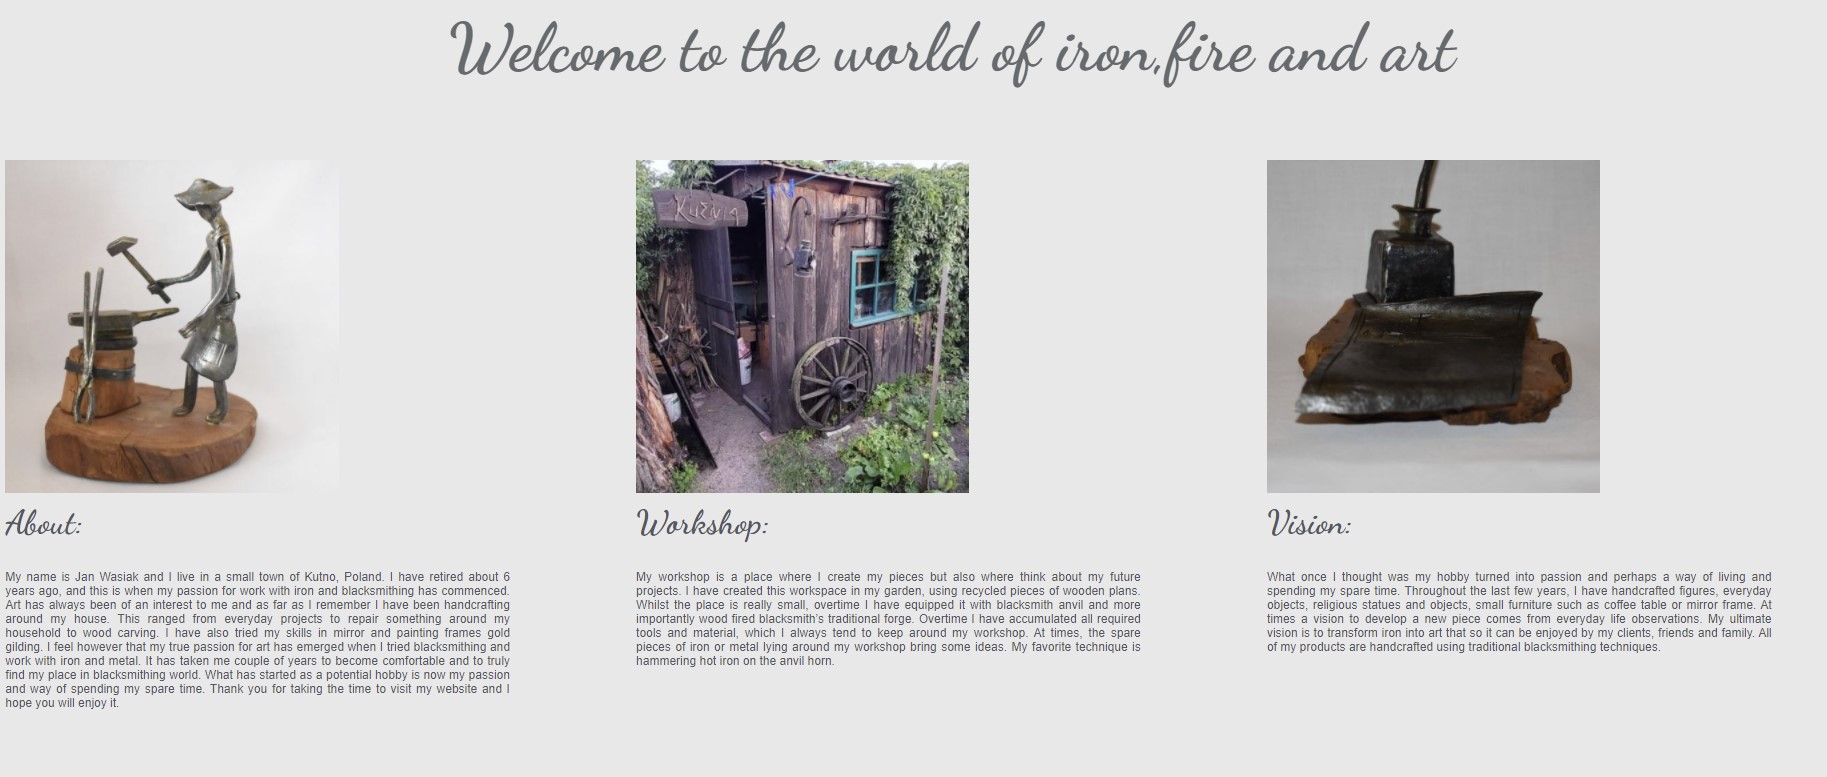 Welcome to the world of iron,fire and art
About:
My name is Jan Wasiak and I live in a small town of Kutno, Poland. I have retired about 6
years ago, and this is when my passion for work with iron and blacksmithing has commenced.
Art has always been of an interest to me and as far as I remember I have been handcrafting
around my house. This ranged from everyday projects to repair something around my
household to wood carving. I have also tried my skills in mirror and painting frames gold
gilding. I feel however that my true passion for art has emerged when I tried blacksmithing and
work with iron and metal. It has taken me couple of years to become comfortable and to truly
find my place in blacksmithing world. What has started as a potential hobby is now my passion
and way of spending my spare time. Thank you for taking the time to visit my website and I
hope you will enjoy it.
Workshop:
My workshop is a place where I create my pieces but also where think about my future
projects. I have created this workspace in my garden, using recycled pieces of wooden plans.
Whilst the place is really small, overtime I have equipped it with blacksmith anvil and more
importantly wood fired blacksmith's traditional forge. Overtime I have accumulated all required
tools and material, which I always tend to keep around my workshop. At times, the spare
pieces of iron or metal lying around my workshop bring some ideas. My favorite technique is
hammering hot iron on the anvil horn.
Vision:
What once I thought was my hobby turned into passion and perhaps a way of living and
spending my spare time. Throughout the last few years, I have handcrafted figures, everyday
objects, religious statues and objects, small furniture such as coffee table or mirror frame. At
times a vision to develop a new piece comes from everyday life observations. My ultimate
vision is to transform iron into art that so it can be enjoyed by my clients, friends and family. All
of my products are handcrafted using traditional blacksmithing techniques.